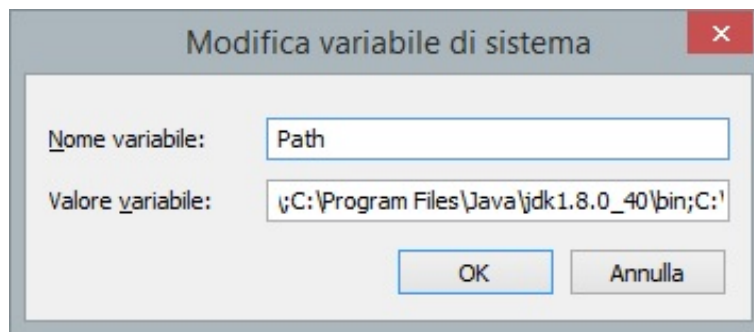 Modifica variabile di sistema
Nome variabile: Path
Valore variabile: \;C:\Program Files\Java\jdk1.8.0_40\bin;C:\
OK Annulla